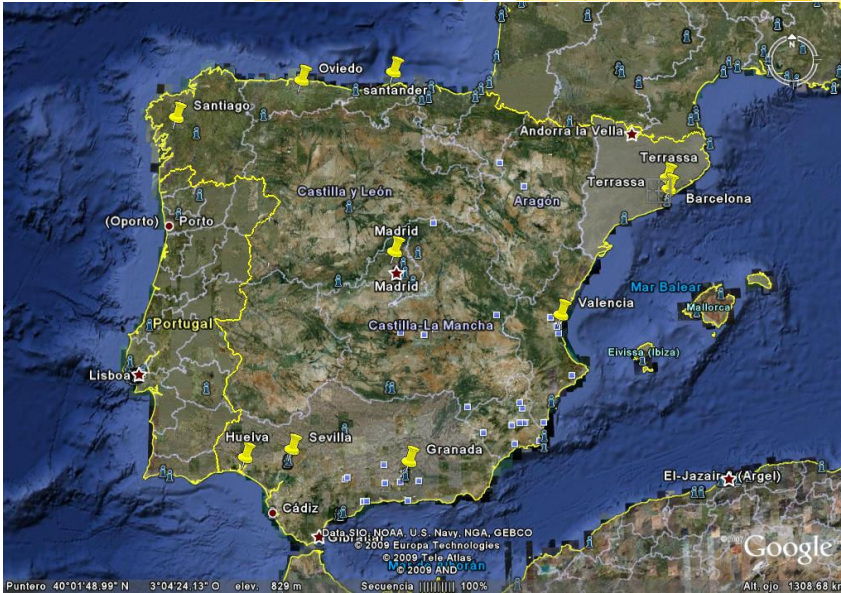 N
Oviedo
santander
Santiago
Andorra la Vella
Terrassa
Terrassa
Castilla y León
Aragón
Barcelona
(Oporto) Porto
Madrid
Madrid
Mar Balear
Mallorca
Valencia
Portugal
Castilla-La Mancha
Eivissa (Ibiza)
Lisboa
Huelva
Sevilla
Granada
El-Jazair (Argel)
Cádiz
Data SIO, NOAA, U.S. Navy, NGA, GEBCO
© 2009 Europa Technologies
© 2009 Tele Atlas
© 2009 AND
Google
Puntero 40°01'48.99" N 3°04'24.13" O elev. 829 m Secuencia 100% Alt. ojo 1308.68 km